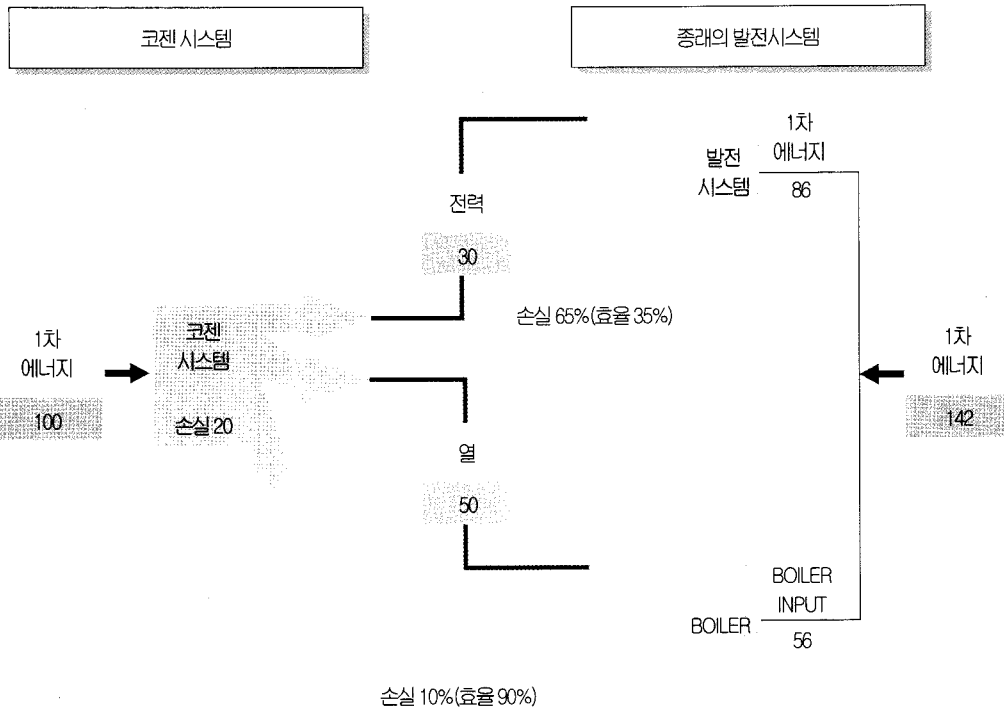 코젠 시스템
종래의 발전시스템
1차
에너지
100
코젠
시스템
손실 20
전력
30
열
50
손실 65%(효율 35%)
발전
시스템
1차
에너지
86
1차
에너지
142
BOILER
BOILER
INPUT
56
손실 10%(효율 90%)